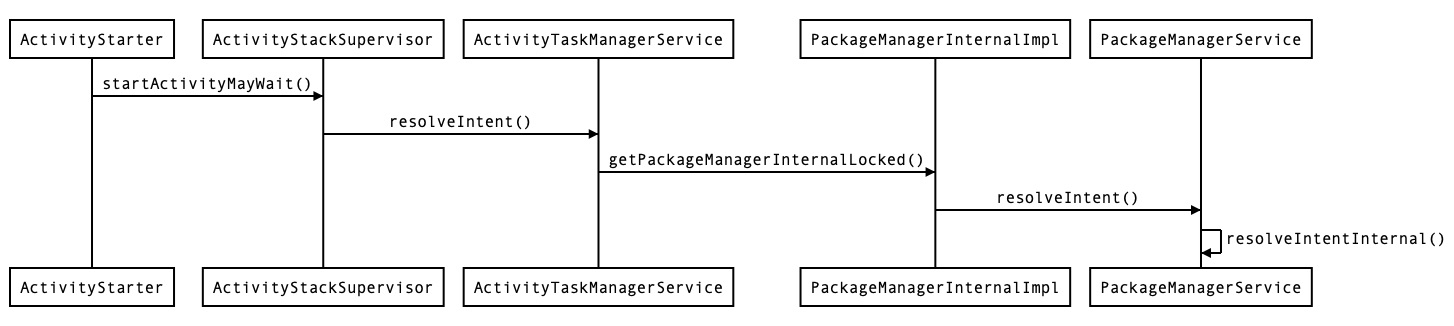 ActivityStarter
ActivityStackSupervisor
ActivityTaskManagerService
PackageManagerInternalImpl
PackageManagerService
startActivityMayWait()
resolveIntent()
getPackageManagerInternalLocked()
resolveIntent()
resolveIntentInternal()
ActivityStarter
ActivityStackSupervisor
ActivityTaskManagerService
PackageManagerInternalImpl
PackageManagerService